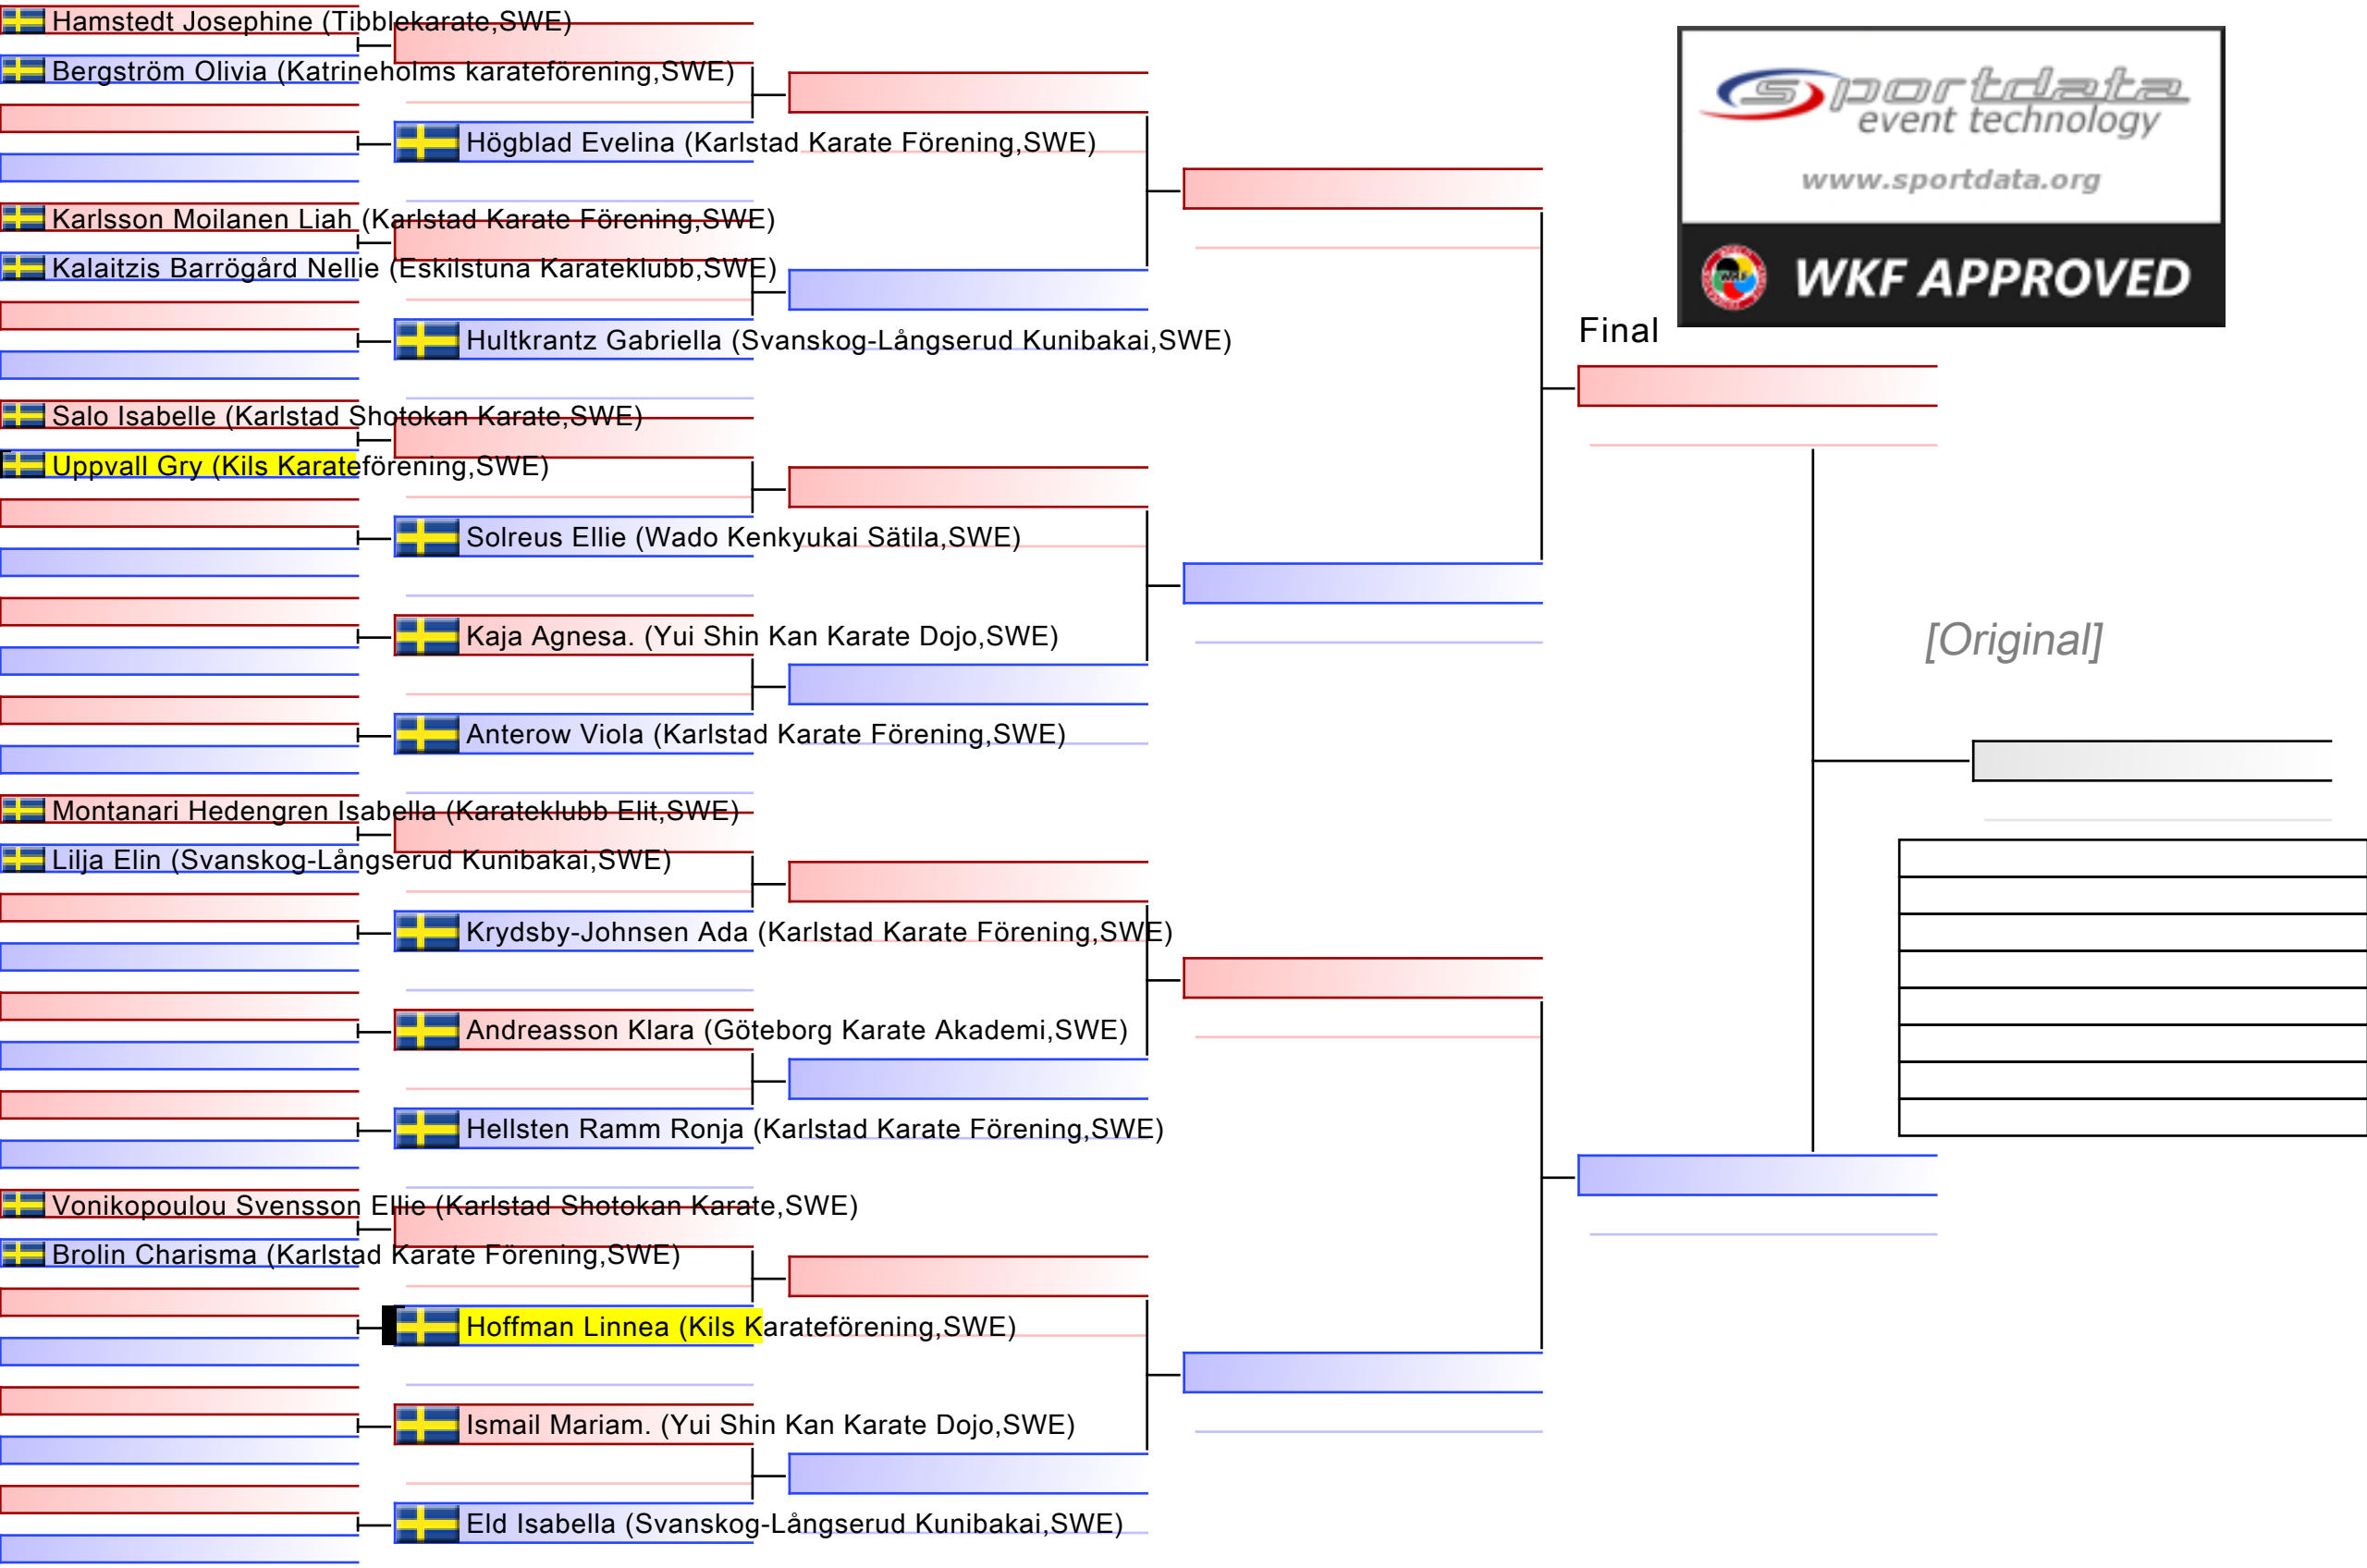 Hamstedt Josephine (Tibblekarate,SWE)
Bergström Olivia (Katrineholms karateförening,SWE)
Högblad Evelina (Karlstad Karate Förening,SWE)
Karlsson Moilanen Liah (Karlstad Karate Förening,SWE)
Kalaitzis Barrögård Nellie (Eskilstuna Karateklubb,SWE)
Hultkrantz Gabriella (Svanskog-Långserud Kunibakai,SWE)
Salo Isabelle (Karlstad Shotokan Karate,SWE)
Uppvall Gry (Kils Karateförening,SWE)
Solreus Ellie (Wado Kenkyukai Sätila,SWE)
Kaja Agnesa. (Yui Shin Kan Karate Dojo,SWE)
Anterow Viola (Karlstad Karate Förening,SWE)
Montanari Hedengren Isabella (Karateklubb Elit,SWE)
Lilja Elin (Svanskog-Långserud Kunibakai,SWE)
Krydsby-Johnsen Ada (Karlstad Karate Förening,SWE)
Andreasson Klara (Göteborg Karate Akademi,SWE)
Hellsten Ramm Ronja (Karlstad Karate Förening,SWE)
Vonikopoulou Svensson Ellie (Karlstad Shotokan Karate,SWE)
Brolin Charisma (Karlstad Karate Förening,SWE)
Hoffman Linnea (Kils Karateförening,SWE)
Ismail Mariam. (Yui Shin Kan Karate Dojo,SWE)
Eld Isabella (Svanskog-Långserud Kunibakai,SWE)
sportdata
event technology
www.sportdata.org
WKF
WKF APPROVED
Final
[Original]